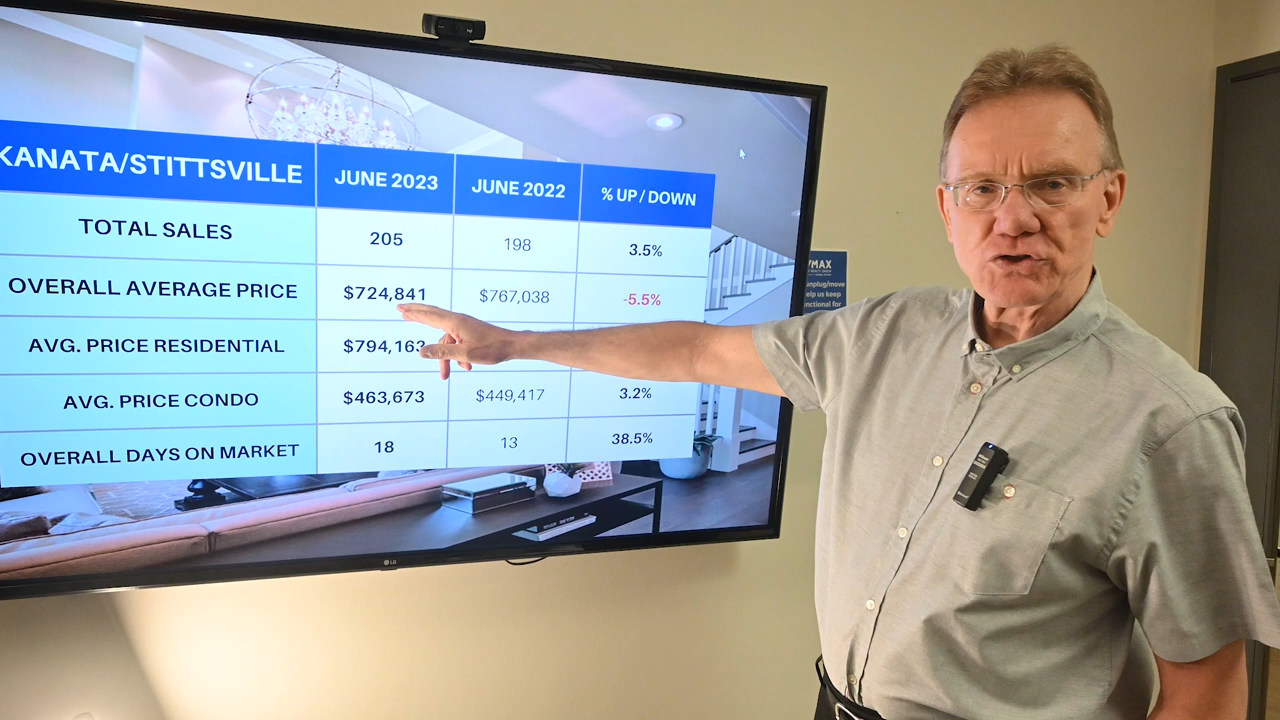 KANATA/STITTSVILLE JUNE 2023 JUNE 2022 % UP / DOWN
TOTAL SALES 205 198 3.5%
OVERALL AVERAGE PRICE $724,841 $767,038 -5.5%
AVG. PRICE RESIDENTIAL $794,163
AVG. PRICE CONDO $463,673 $449,417 3.2%
OVERALL DAYS ON MARKET 18 13 38.5%
LG